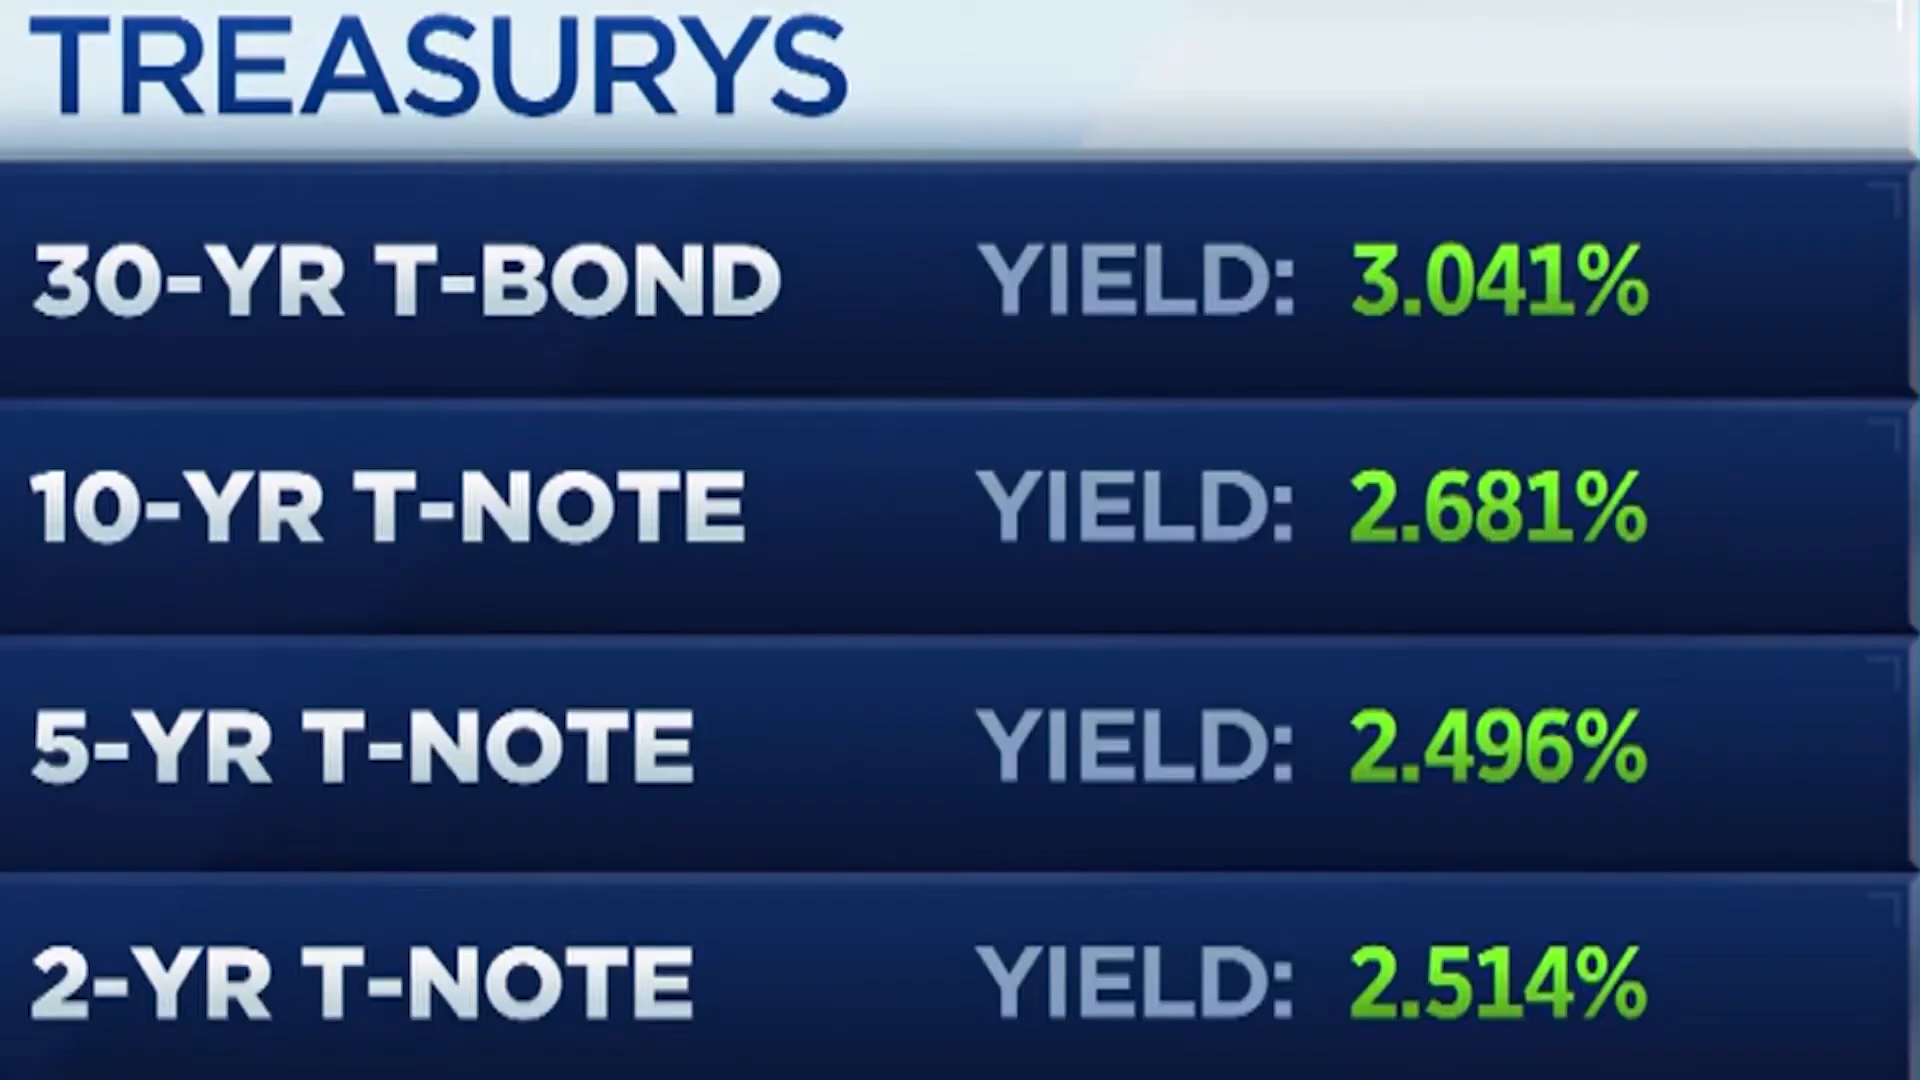 TREASURYS
30-YR T-BOND YIELD: 3.041%
10-YR T-NOTE YIELD: 2.681%
5-YR T-NOTE YIELD: 2.496%
2-YR T-NOTE YIELD: 2.514%